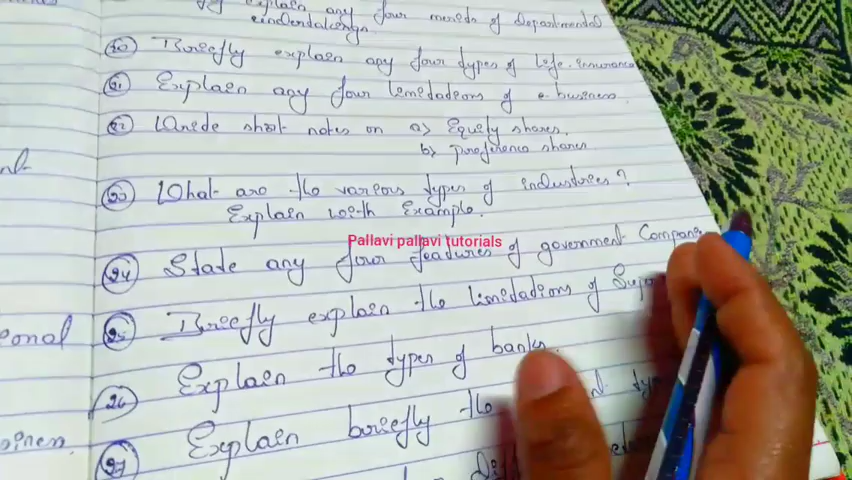 explain any four merits of departmental
undertakings
20 Briefly explain any four types of life insurance
21 Explain any four limitations of e-business
22 Write short notes on a) Equity shares.
b) preference shares
23 What are the various types of industries?
Explain with Example.
Pallavi pallavi tutorials
24 State any four features of government Company
25 Briefly explain the limitations of
26 Explain the types of banks.
27 Explain briefly the